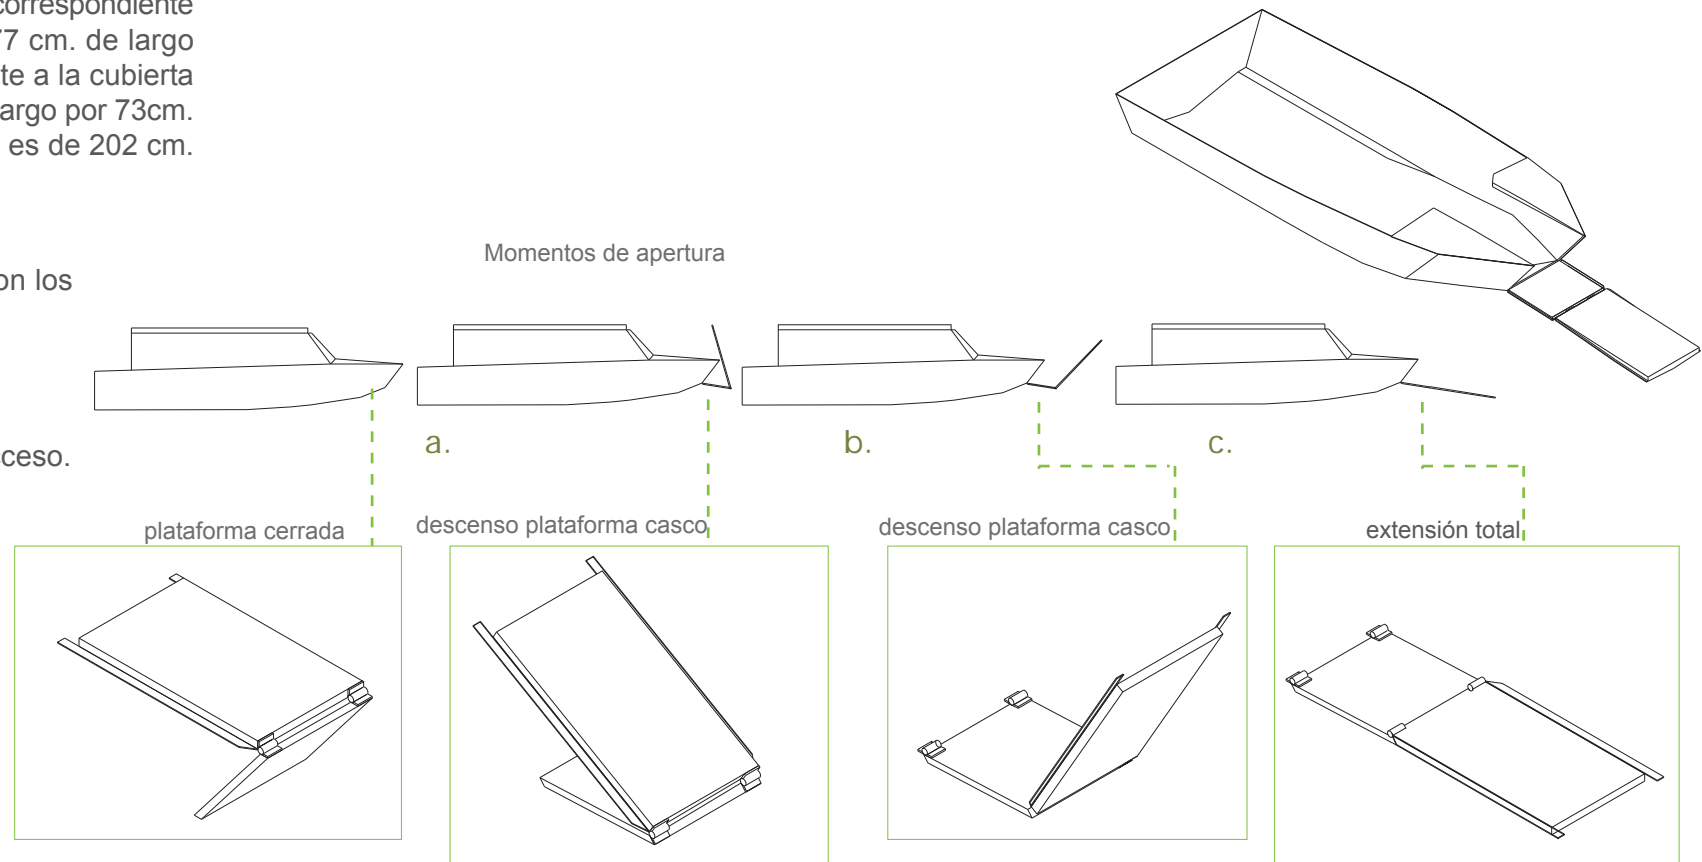 correspondiente
77 cm. de largo
te a la cubierta
argo por 73cm.
es de 202 cm.
on los
ceso.
Momentos de apertura
a.
b.
c.
plataforma cerrada
descenso plataforma casco
descenso plataforma casco
extensión total